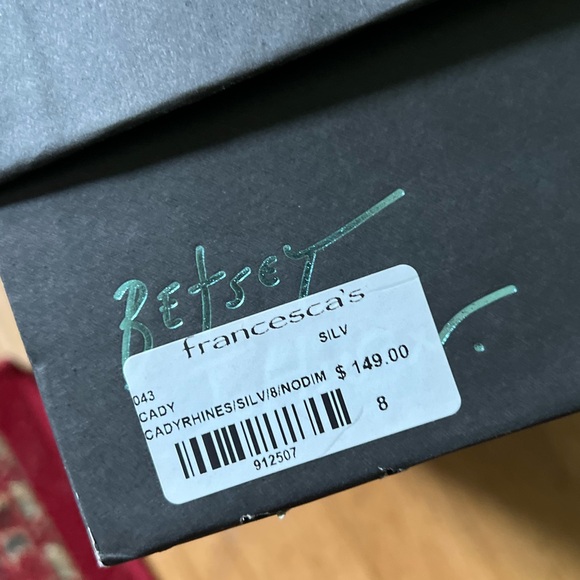 BETSEY
francesca's
SILV
043
CADY
CADYRHINES/SILV/8/NODIM $ 149.00
8
912507